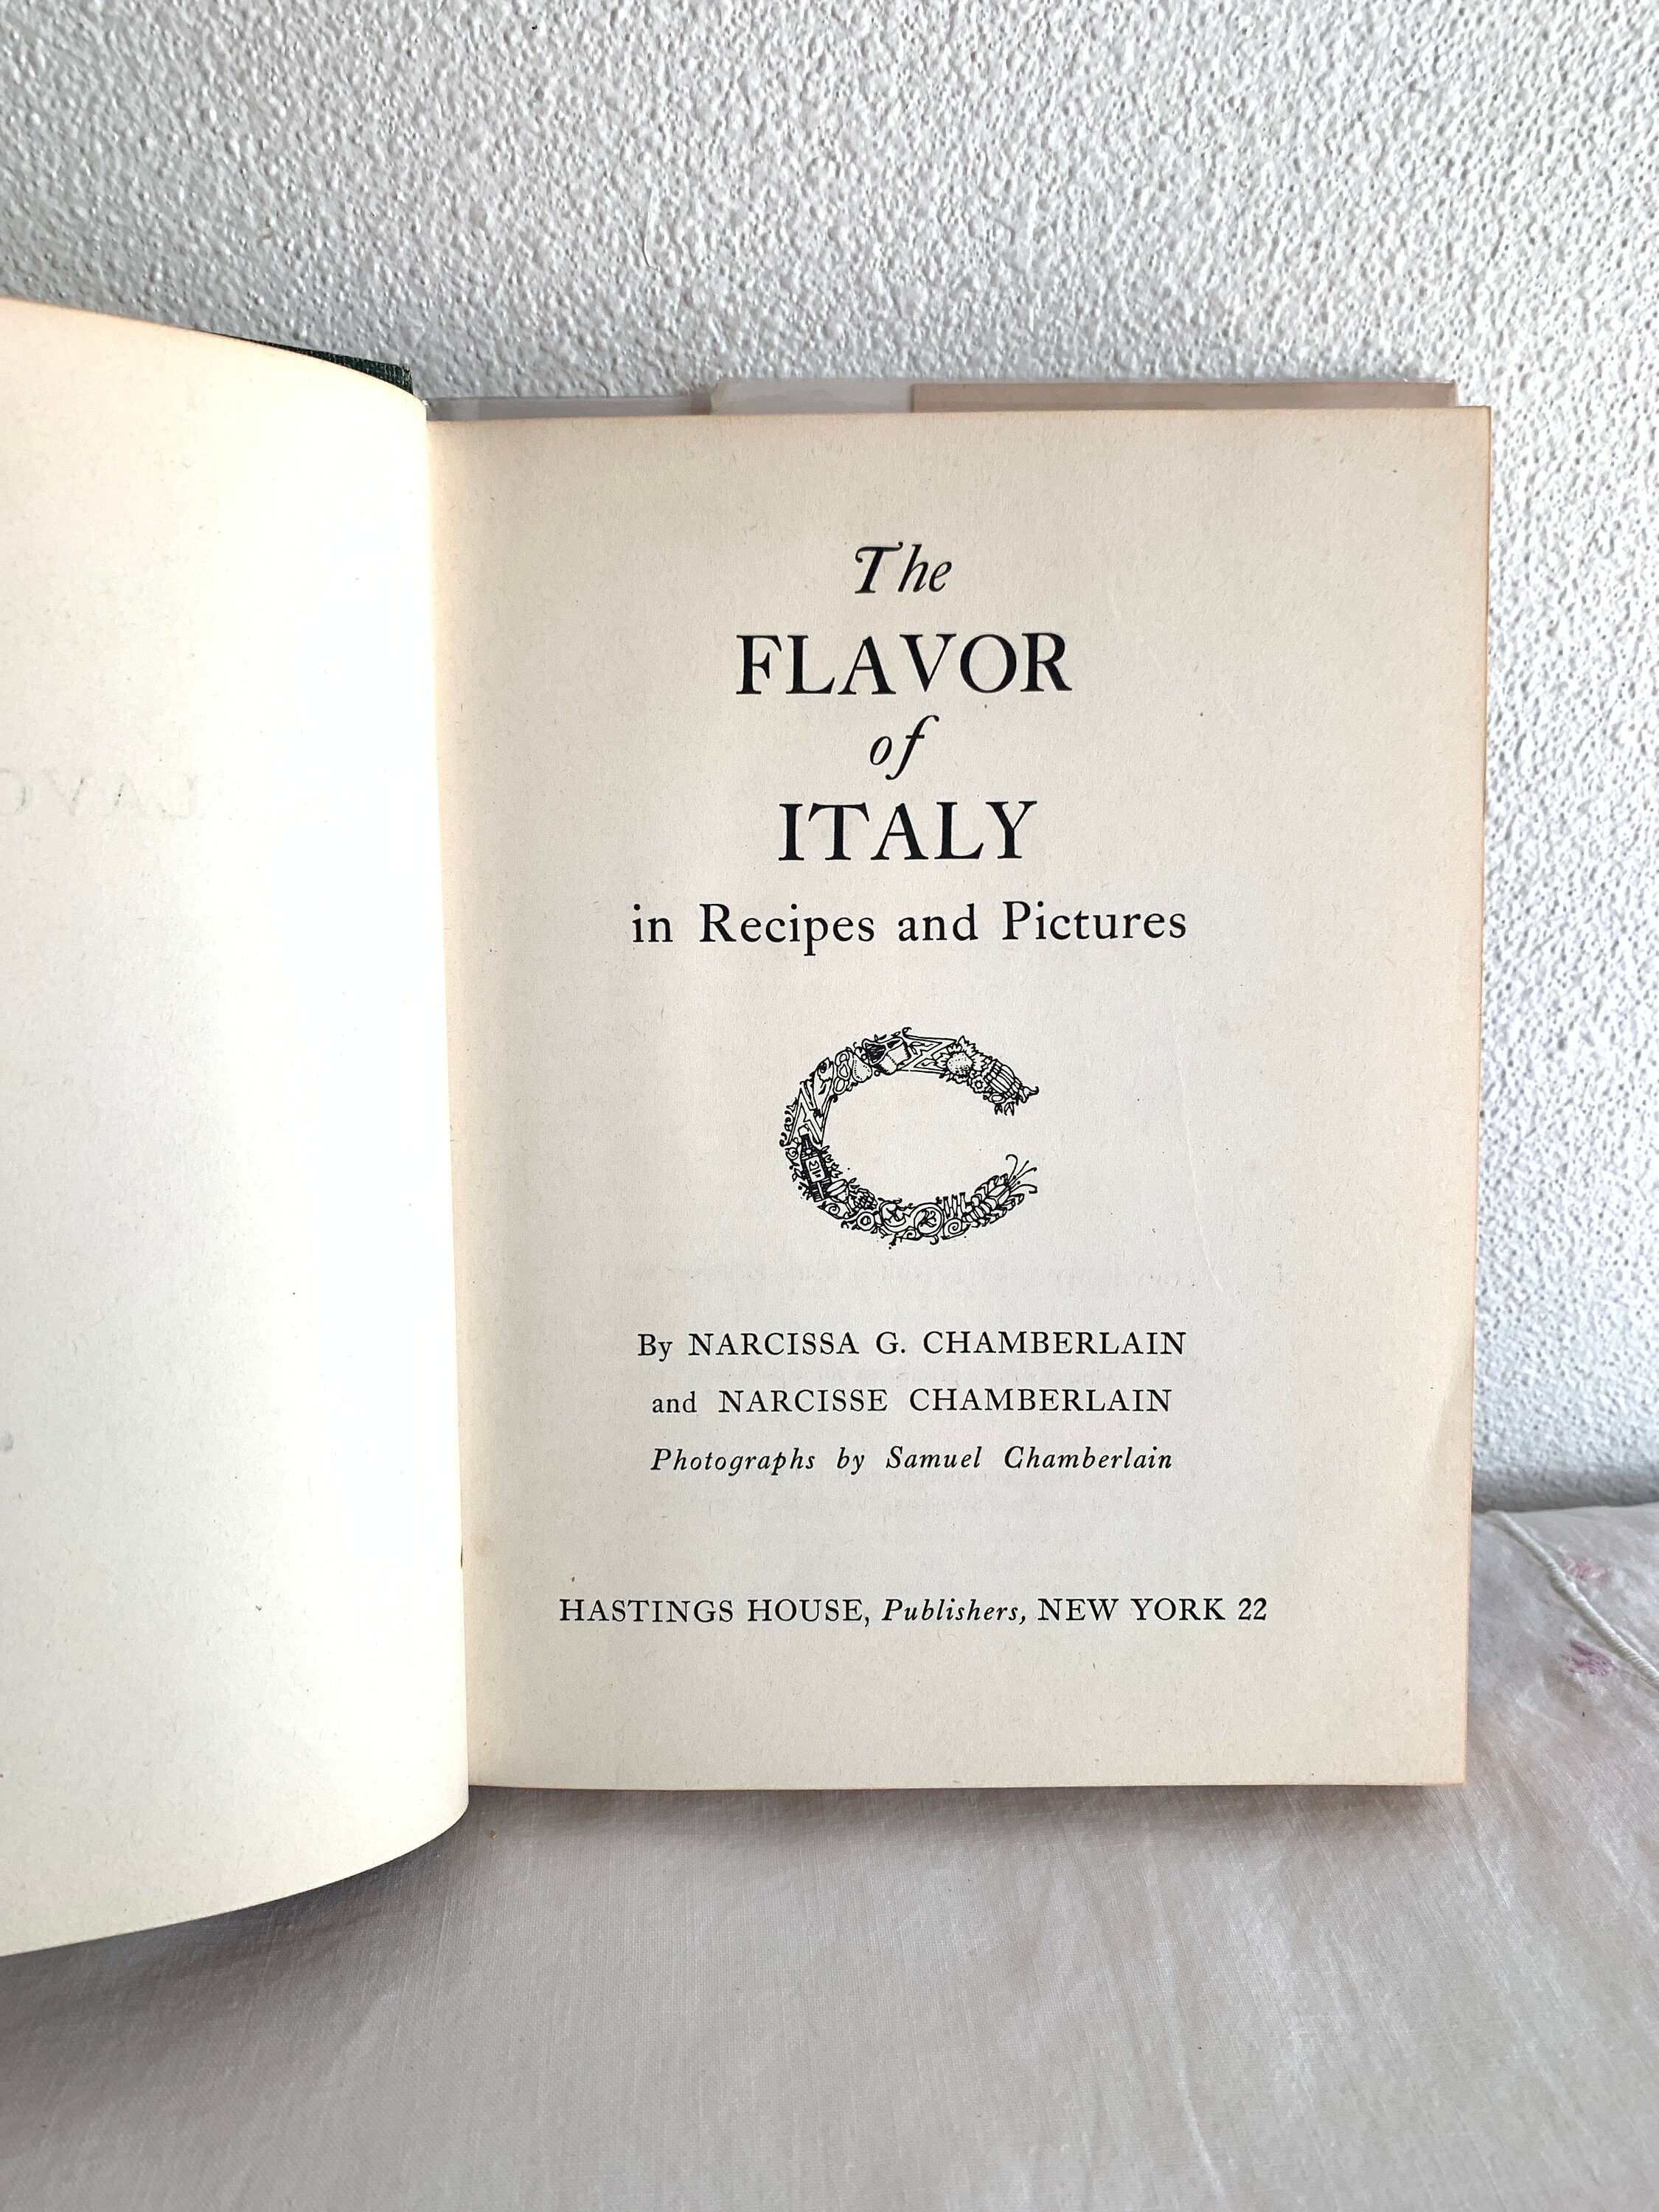 The
FLAVOR
of
ITALY
in Recipes and Pictures
By NARCISSA G. CHAMBERLAIN
and NARCISSE CHAMBERLAIN
Photographs by Samuel Chamberlain
HASTINGS HOUSE, Publishers, NEW YORK 22